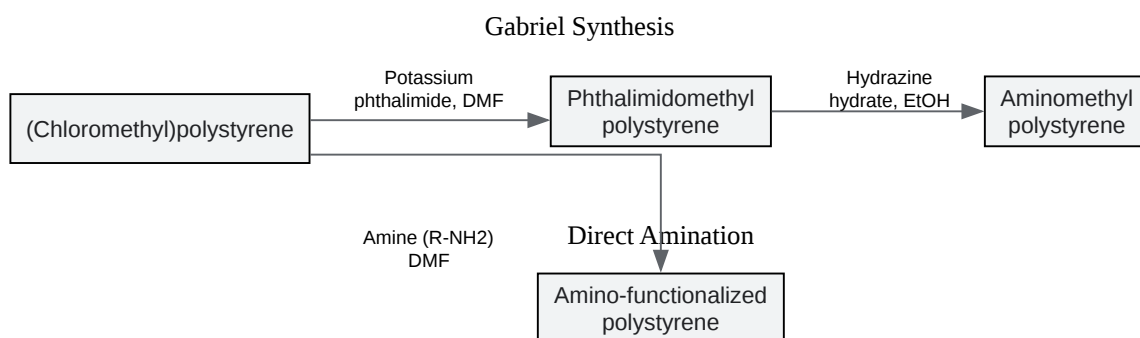 Gabriel Synthesis
Potassium
phthalimide, DMF
Hydrazine
hydrate, EtOH
(Chloromethyl)polystyrene
Phthalimidomethyl
polystyrene
Aminomethyl
polystyrene
Amine (R-NH2)
DMF
Direct Amination
Amino-functionalized
polystyrene